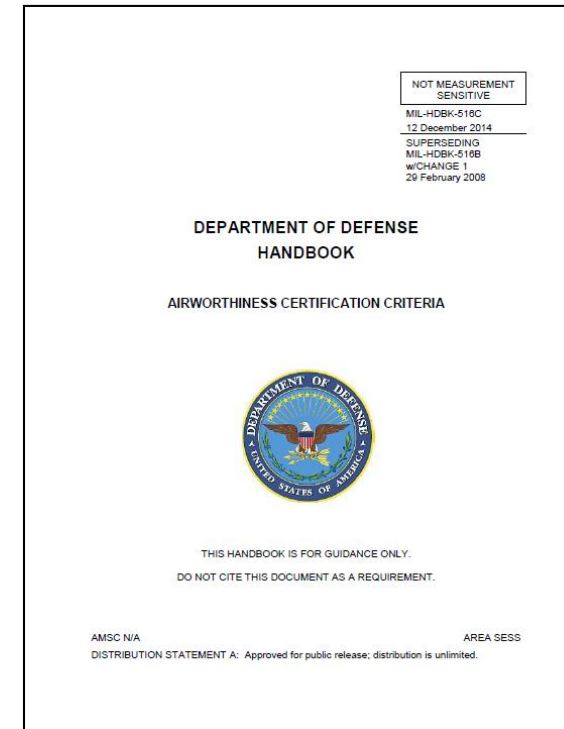 NOT MEASUREMENT
SENSITIVE
MIL-HDBK-516C
12 December 2014
SUPERSEDING
MIL-HDBK-516B
w/CHANGE 1
29 February 2008
DEPARTMENT OF DEFENSE
HANDBOOK
AIRWORTHINESS CERTIFICATION CRITERIA
DEPARTMENT OF DEFENSE
UNITED STATES OF AMERICA
THIS HANDBOOK IS FOR GUIDANCE ONLY.
DO NOT CITE THIS DOCUMENT AS A REQUIREMENT.
AMSC N/A AREA SESS
DISTRIBUTION STATEMENT A: Approved for public release; distribution is unlimited.